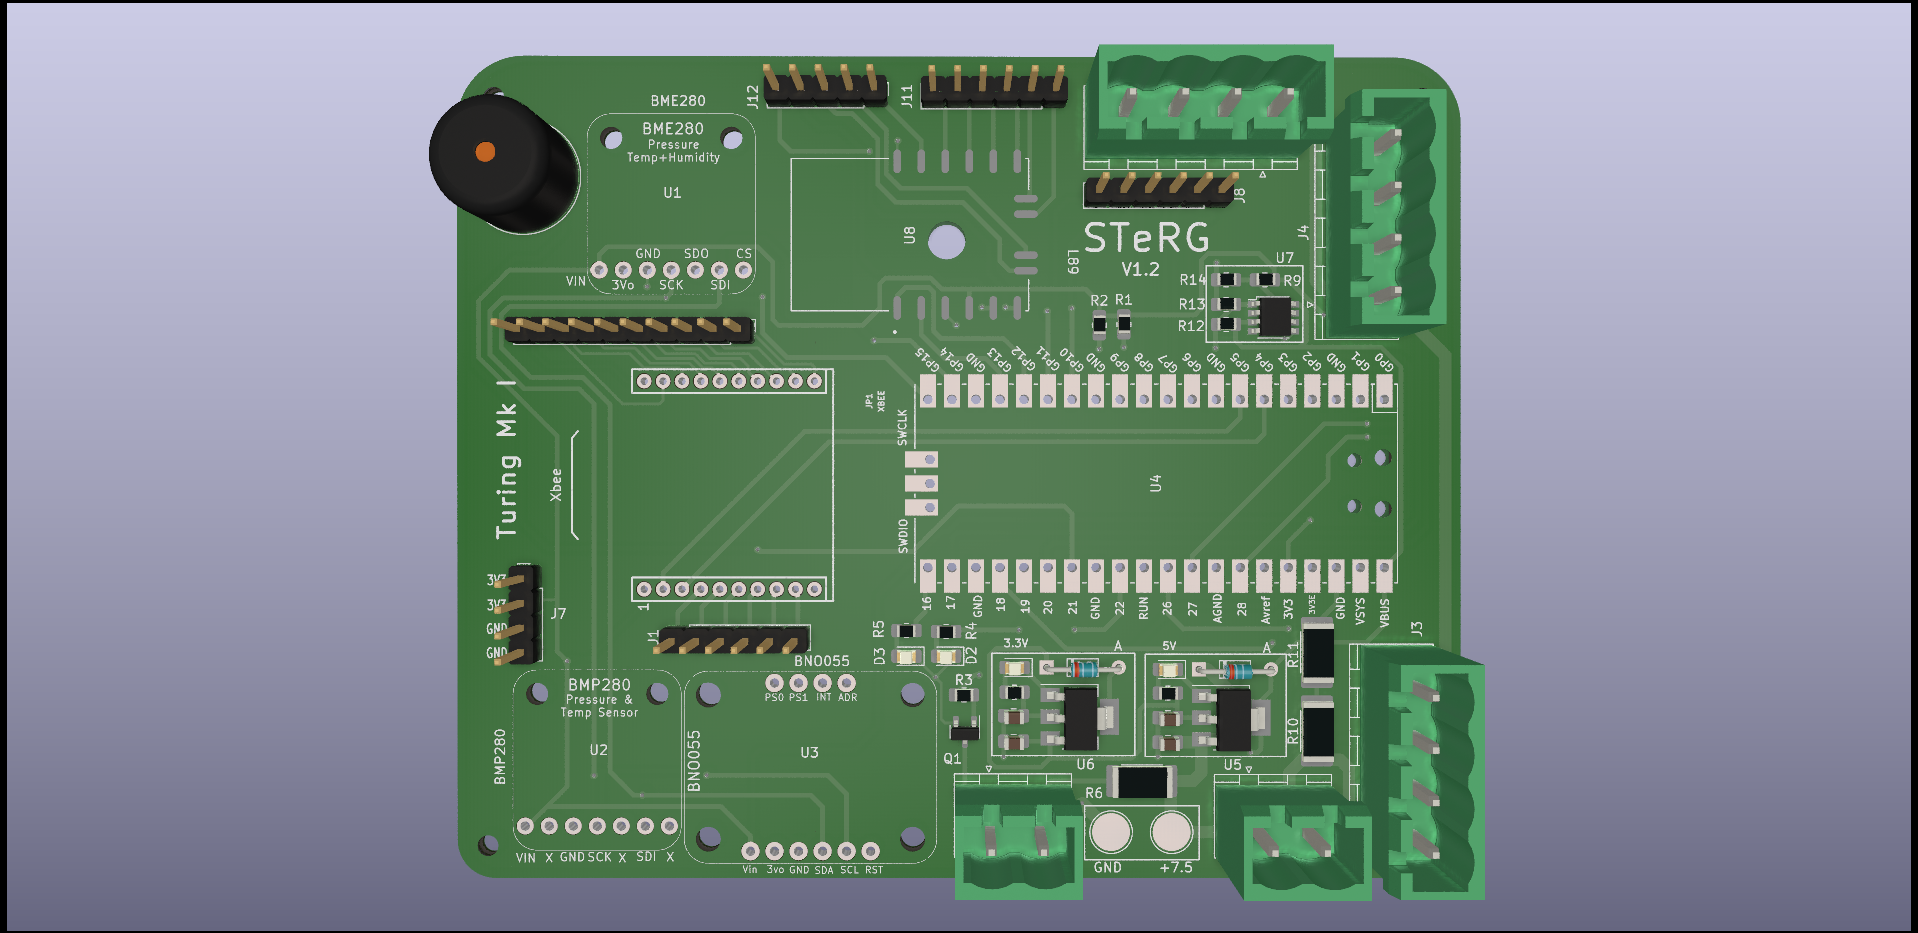 BME280
BME280
Pressure
Temp+Humidity
U1
GND
SDO
CS
VIN
3Vo
SCK
SDI
J12
J11
U8
L89
J8
STeRG
V1.2
J4
U7
R14
R9
R13
R12
R2
R1
GP15
GP14
GND
GP13
GP12
GP11
GP10
GND
GP9
GP8
GP7
GP6
GND
GP5
GP4
GP3
GP2
GND
GP1
GP0
JP1
XBEE
SWCLK
SWDIO
U4
Turing Mk I
Xbee
3V3
3V3
GND
GND
J7
1
J1
16
17
GND
18
19
20
21
GND
22
RUN
26
27
AGND
28
Avref
3V3
3V3E
GND
VSYS
VBUS
R5
R4
D3
D2
3.3V
A
5V
A
R11
J3
BNO055
BMP280
Pressure &
Temp Sensor
U2
BMP280
VIN
X
GND
SCK
X
SDI
X
PS0
PS1
INT
ADR
BNO055
U3
Vin
3vo
GND
SDA
SCL
RST
R3
Q1
U6
U5
R10
R6
GND
+7.5